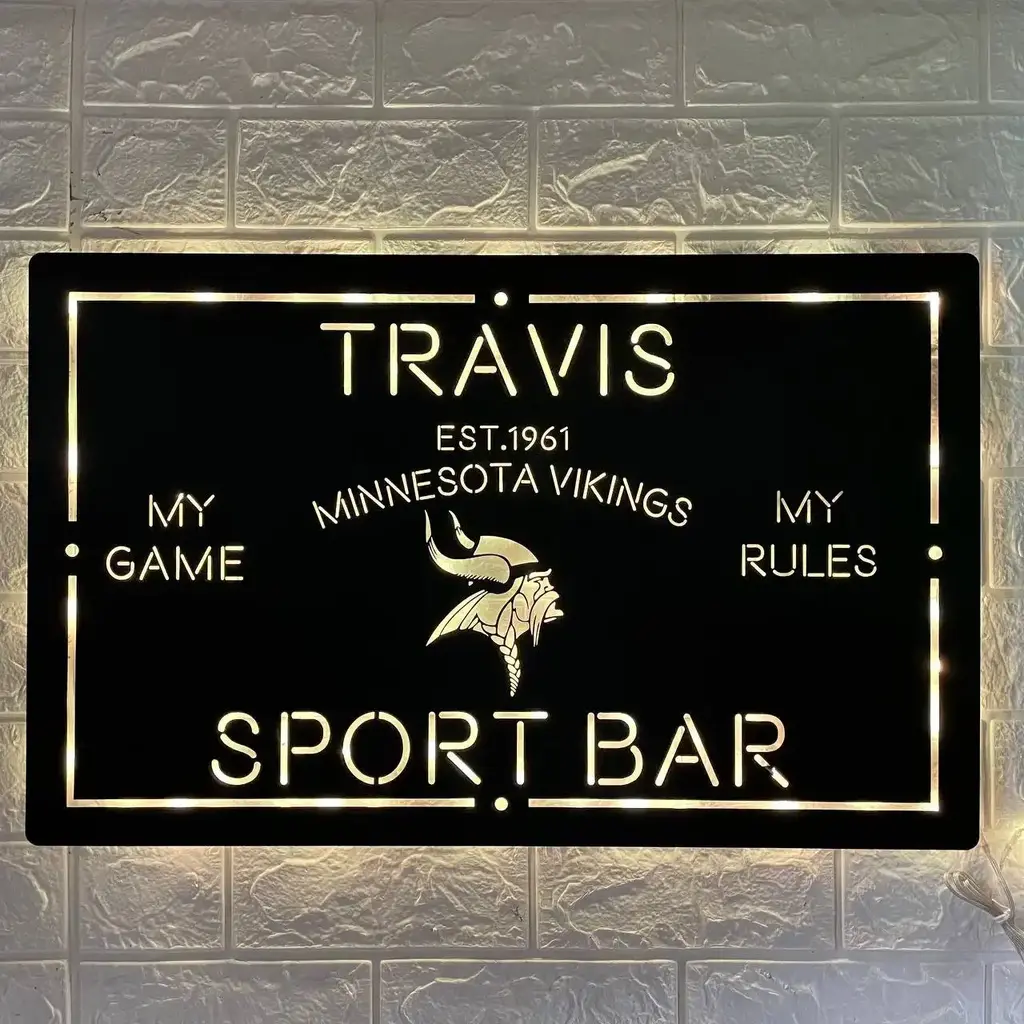 TRAVIS
EST.1961
MINNESOTA VIKINGS
MY
GAME
MY
RULES
SPORT BAR